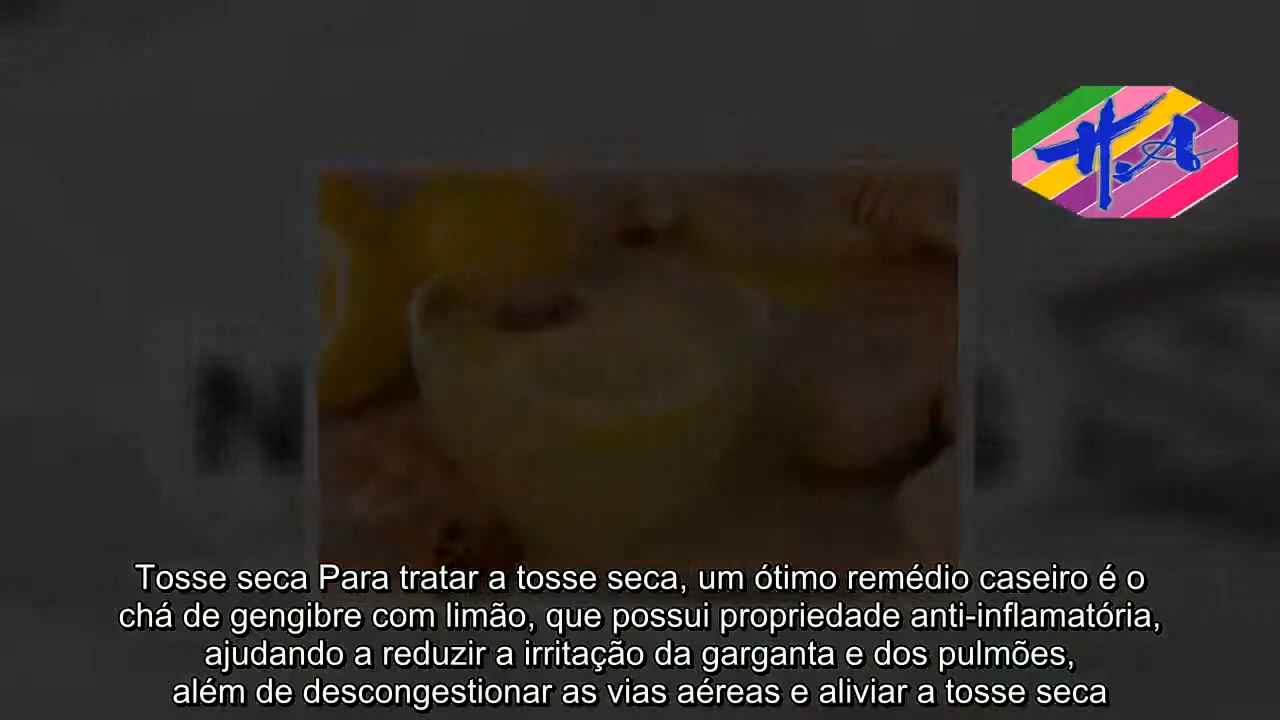 H.A
Tosse seca Para tratar a tosse seca, um ótimo remédio caseiro é o
chá de gengibre com limão, que possui propriedade anti-inflamatória,
ajudando a reduzir a irritação da garganta e dos pulmões,
além de descongestionar as vias aéreas e aliviar a tosse seca